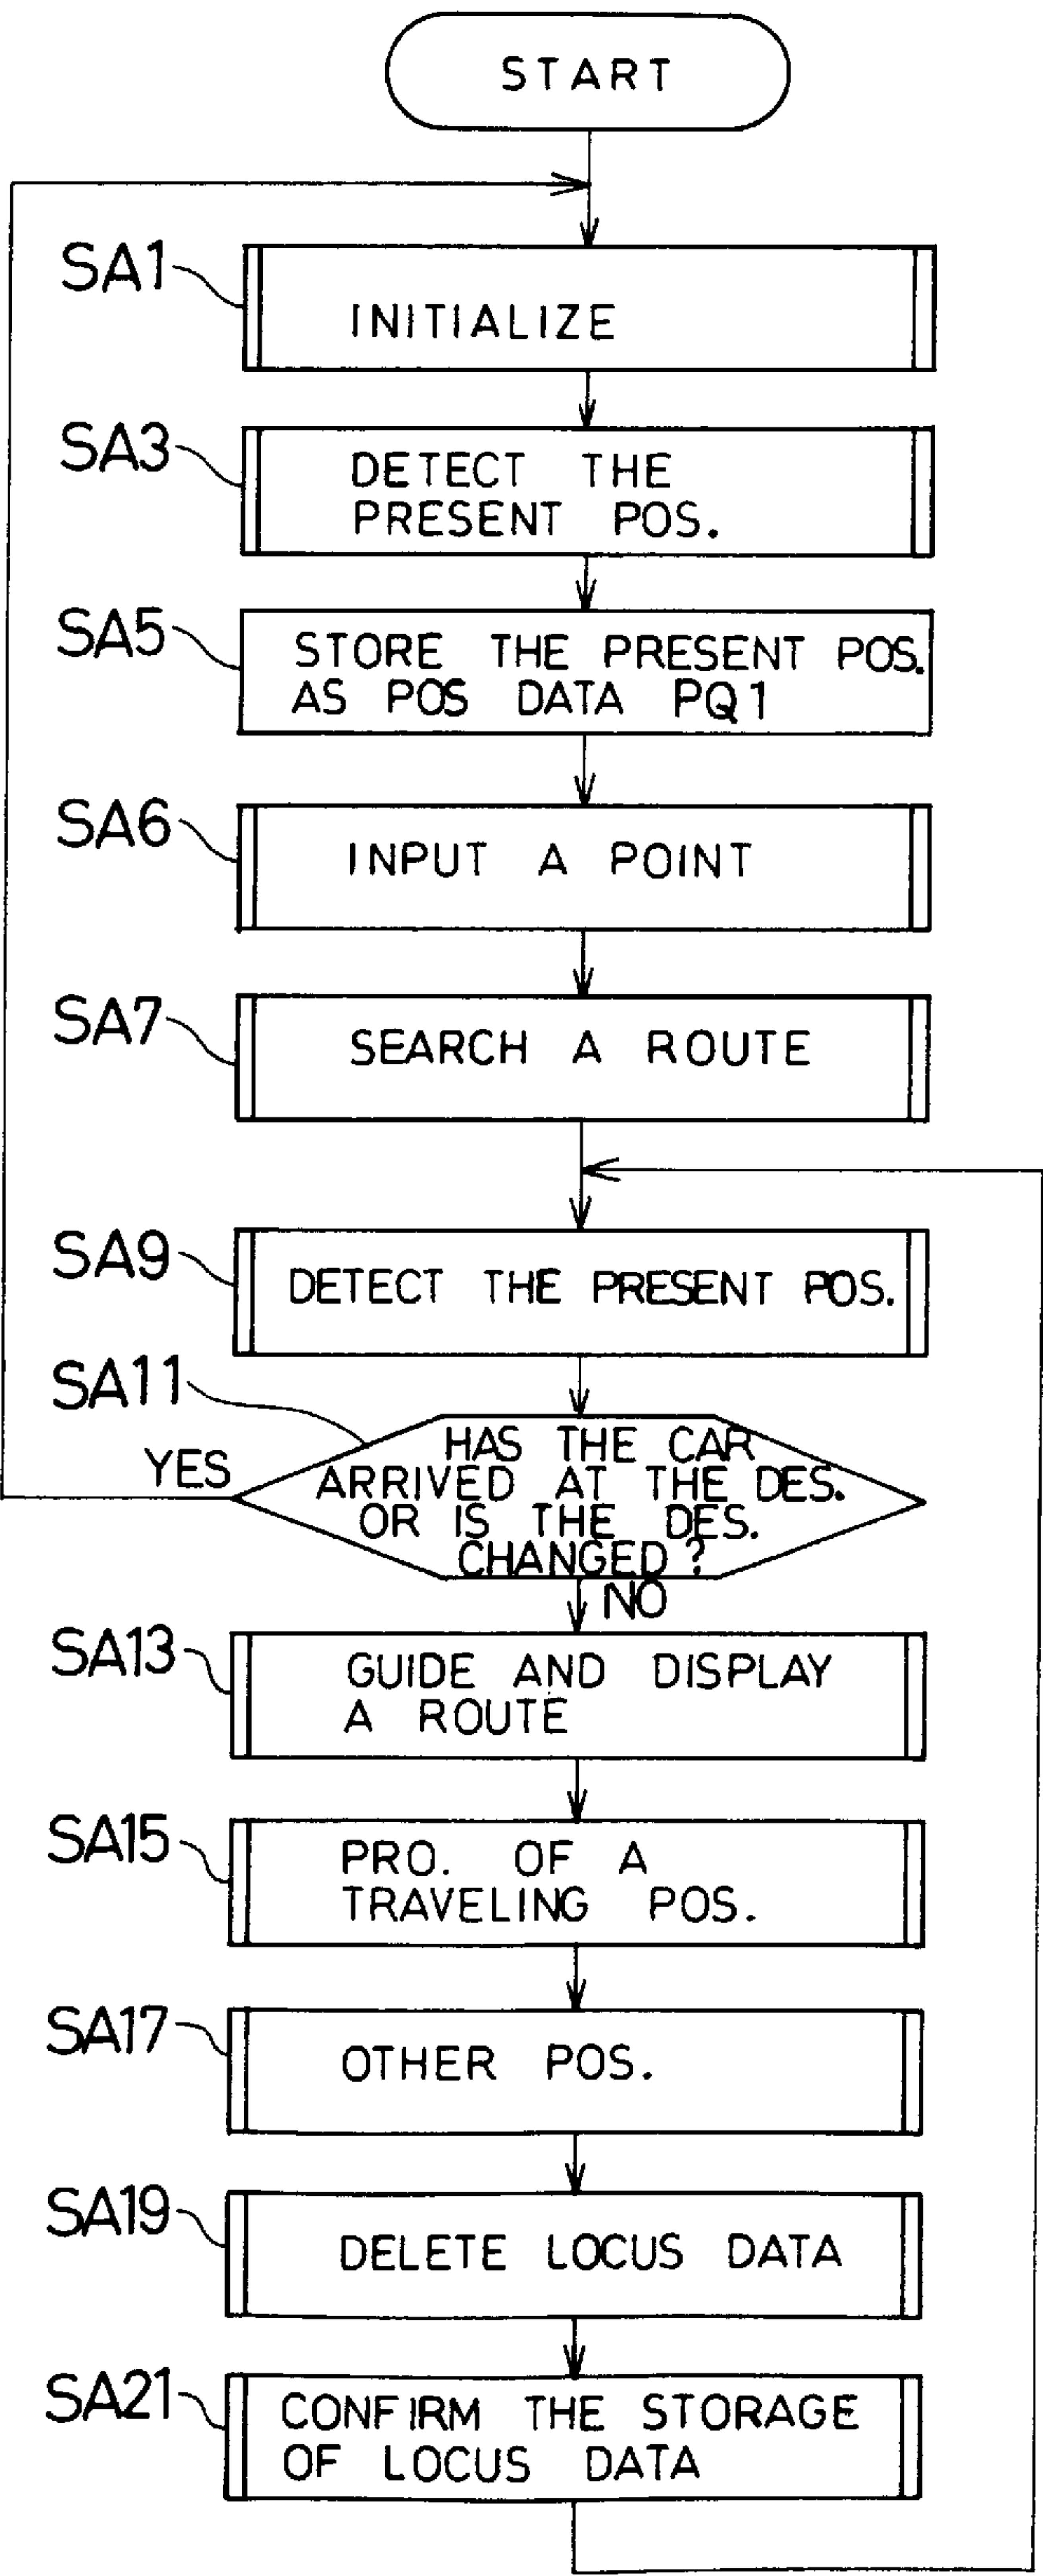 START
SA1
INITIALIZE
SA3
DETECT THE
PRESENT POS.
SA5
STORE THE PRESENT POS.
AS POS DATA PQ1
SA6
INPUT A POINT
SA7
SEARCH A ROUTE
SA9
DETECT THE PRESENT POS.
SA11
YES
HAS THE CAR
ARRIVED AT THE DES.
OR IS THE DES.
CHANGED?
NO
SA13
GUIDE AND DISPLAY
A ROUTE
SA15
PRO. OF A
TRAVELING POS.
SA17
OTHER POS.
SA19
DELETE LOCUS DATA
SA21
CONFIRM THE STORAGE
OF LOCUS DATA